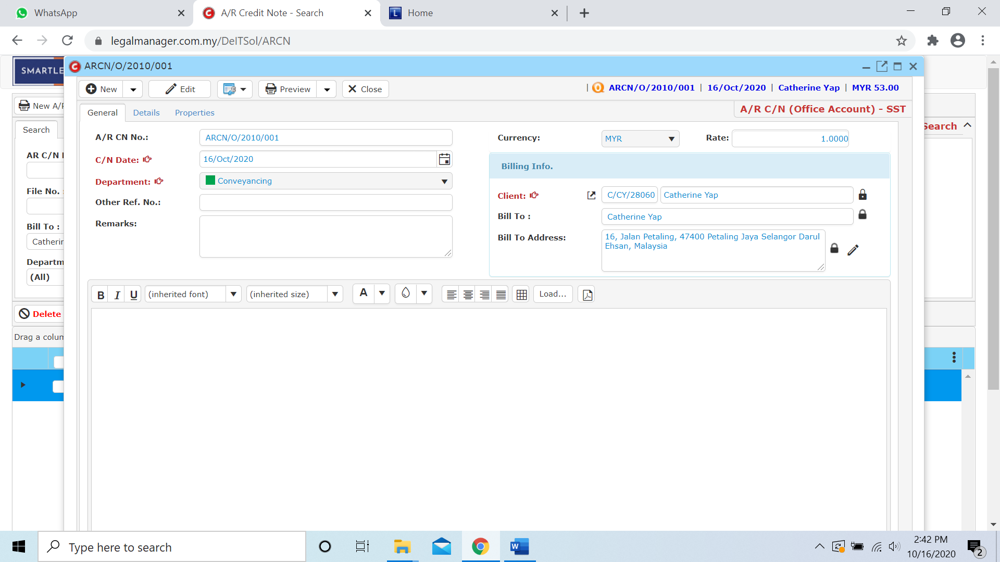 WhatsApp
A/R Credit Note - Search
Home
legalmanager.com.my/DeITSol/ARCN
SMARTLE
ARCN/O/2010/001
New
Edit
Preview
Close
| ARCN/O/2010/001 | 16/Oct/2020 | Catherine Yap | MYR 53.00
New A/
General
Details
Properties
A/R C/N (Office Account) - SST
Search
Search
A/R CN No.:
ARCN/O/2010/001
Currency:
MYR
Rate:
1.0000
AR C/N
C/N Date:
16/Oct/2020
Billing Info.
Department:
Conveyancing
File No. :
Client:
C/CY/28060
Catherine Yap
Other Ref. No.:
Bill To :
Catherine Yap
Remarks:
Bill To :
Catherin
Bill To Address:
16, Jalan Petaling, 47400 Petaling Jaya Selangor Darul
Ehsan, Malaysia
Departm
(All)
B I U
(inherited font)
(inherited size)
A
Load...
Delete
Drag a colum
Type here to search
2:42 PM
10/16/2020
2